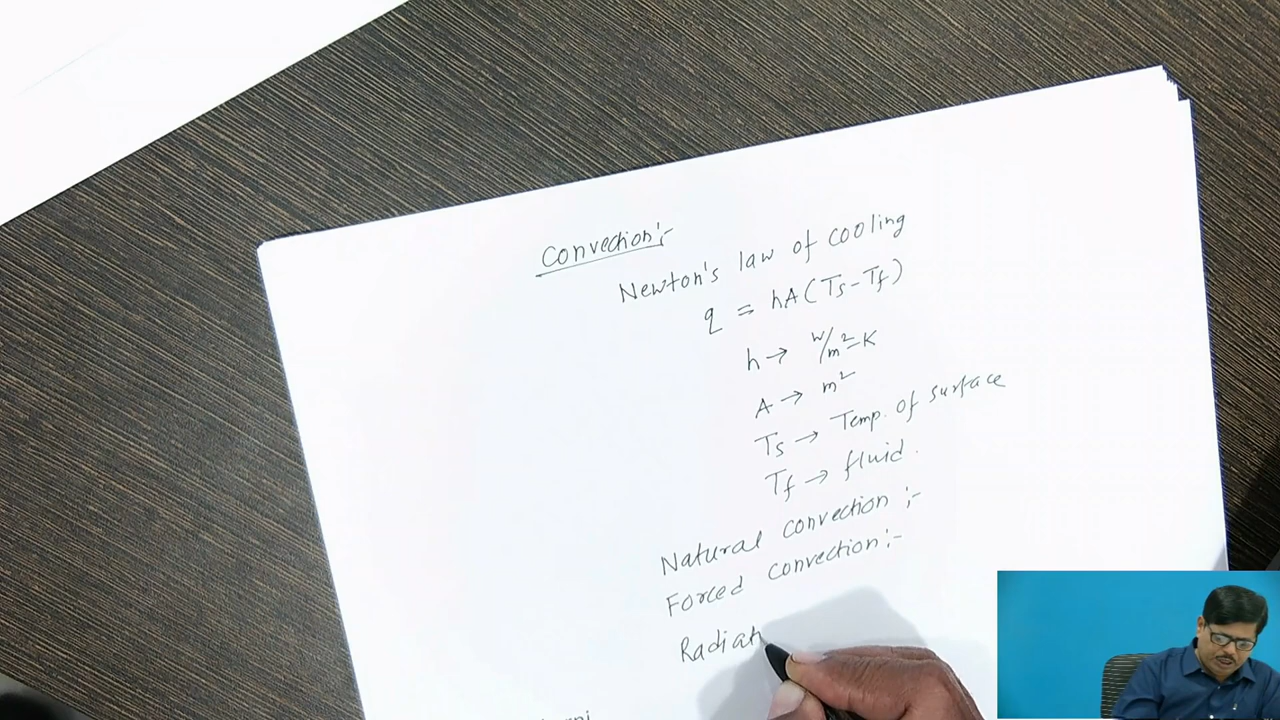 Convection:-
Newton's law of cooling
q = hA(Ts-Tf)
h → W/m²-K
A → m²
Ts → Temp. of surface
Tf → fluid.
Natural convection :-
Forced convection:-
Radiat